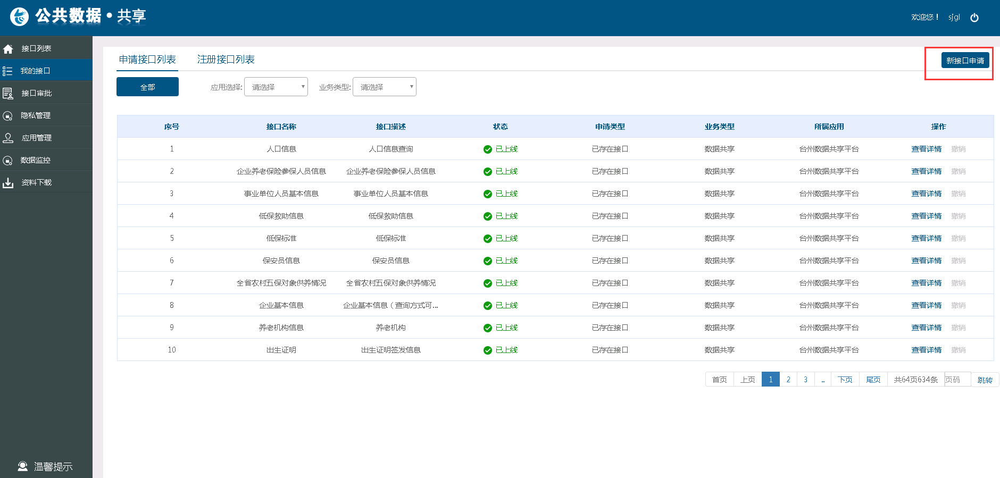 公共数据·共享
欢迎您！ sjgl
接口列表
我的接口
接口审批
隐私管理
应用管理
数据监控
资料下载
温馨提示
申请接口列表 注册接口列表 新接口申请
全部 应用选择: 请选择 业务类型: 请选择
序号 接口名称 接口描述 状态 申请类型 业务类型 所属应用 操作
1 人口信息 人口信息查询 已上线 已存在接口 数据共享 台州数据共享平台 查看详情 撤销
2 企业养老保险参保人员信息 企业养老保险参保人员信息 已上线 已存在接口 数据共享 台州数据共享平台 查看详情 撤销
3 事业单位人员基本信息 事业单位人员基本信息 已上线 已存在接口 数据共享 台州数据共享平台 查看详情 撤销
4 低保救助信息 低保救助信息 已上线 已存在接口 数据共享 台州数据共享平台 查看详情 撤销
5 低保标准 低保标准 已上线 已存在接口 数据共享 台州数据共享平台 查看详情 撤销
6 保安员信息 保安员信息 已上线 已存在接口 数据共享 台州数据共享平台 查看详情 撤销
7 全省农村五保对象供养情况 全省农村五保对象供养情况 已上线 已存在接口 数据共享 台州数据共享平台 查看详情 撤销
8 企业基本信息 企业基本信息（查询方式可... 已上线 已存在接口 数据共享 台州数据共享平台 查看详情 撤销
9 养老机构信息 养老机构 已上线 已存在接口 数据共享 台州数据共享平台 查看详情 撤销
10 出生证明 出生证明签发信息 已上线 已存在接口 数据共享 台州数据共享平台 查看详情 撤销
首页 上页 1 2 3 .. 下页 尾页 共64页634条 页码 跳转